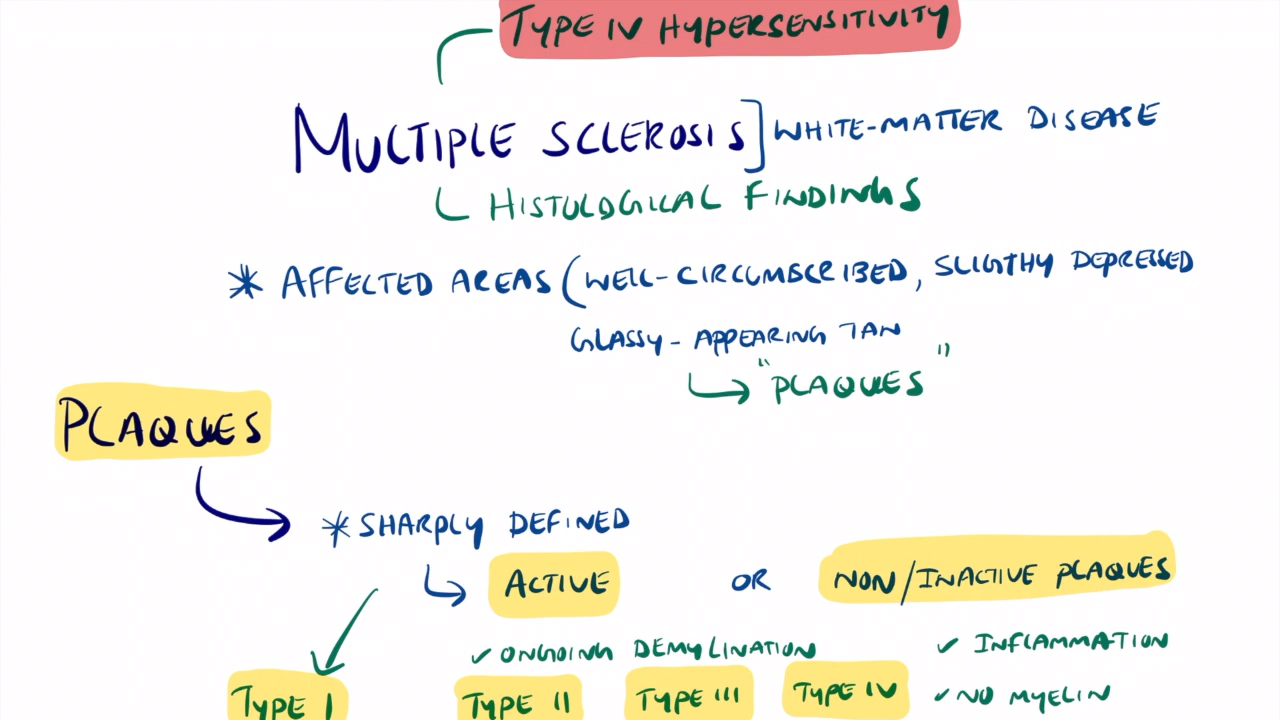 TYPE IV HYPERSENSITIVITY
MULTIPLE SCLEROSIS] WHITE-MATTER DISEASE
HISTOLOGICAL FINDINGS
* AFFECTED AREAS (WELL-CIRCUMSCRIBED, SLIGTHY DEPRESSED
GLASSY-APPEARING TAN
"PLAQUES"
PLAQUES
* SHARPLY DEFINED
ACTIVE OR NON/INACTIVE PLAQUES
✓ ONGOING DEMYLINATION ✓ INFLAMMATION
TYPE I TYPE II TYPE III TYPE IV ✓ NO MYELIN